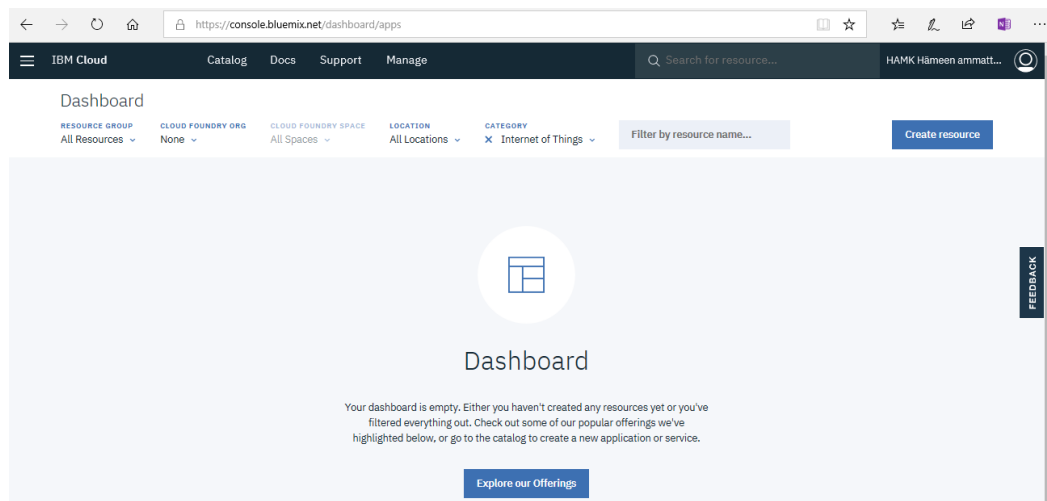 https://console.bluemix.net/dashboard/apps
IBM Cloud Catalog Docs Support Manage Search for resource... HAMK Hämeen ammatt...
Dashboard
RESOURCE GROUP CLOUD FOUNDRY ORG CLOUD FOUNDRY SPACE LOCATION CATEGORY
All Resources None All Spaces All Locations × Internet of Things Filter by resource name... Create resource
FEEDBACK
Dashboard
Your dashboard is empty. Either you haven't created any resources yet or you've
filtered everything out. Check out some of our popular offerings we've
highlighted below, or go to the catalog to create a new application or service.
Explore our Offerings